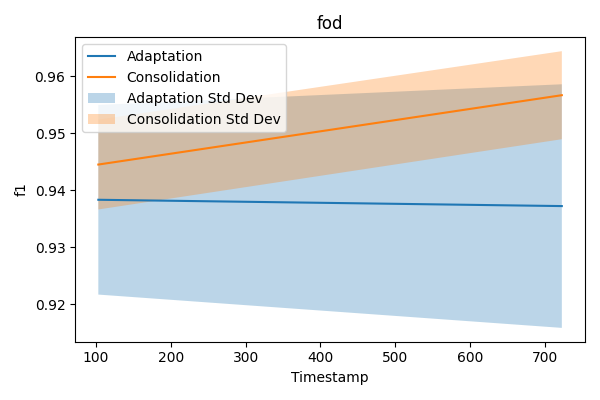 fod
Adaptation
Consolidation
Adaptation Std Dev
Consolidation Std Dev
0.96
0.95
0.94
0.93
0.92
f1
100 200 300 400 500 600 700
Timestamp